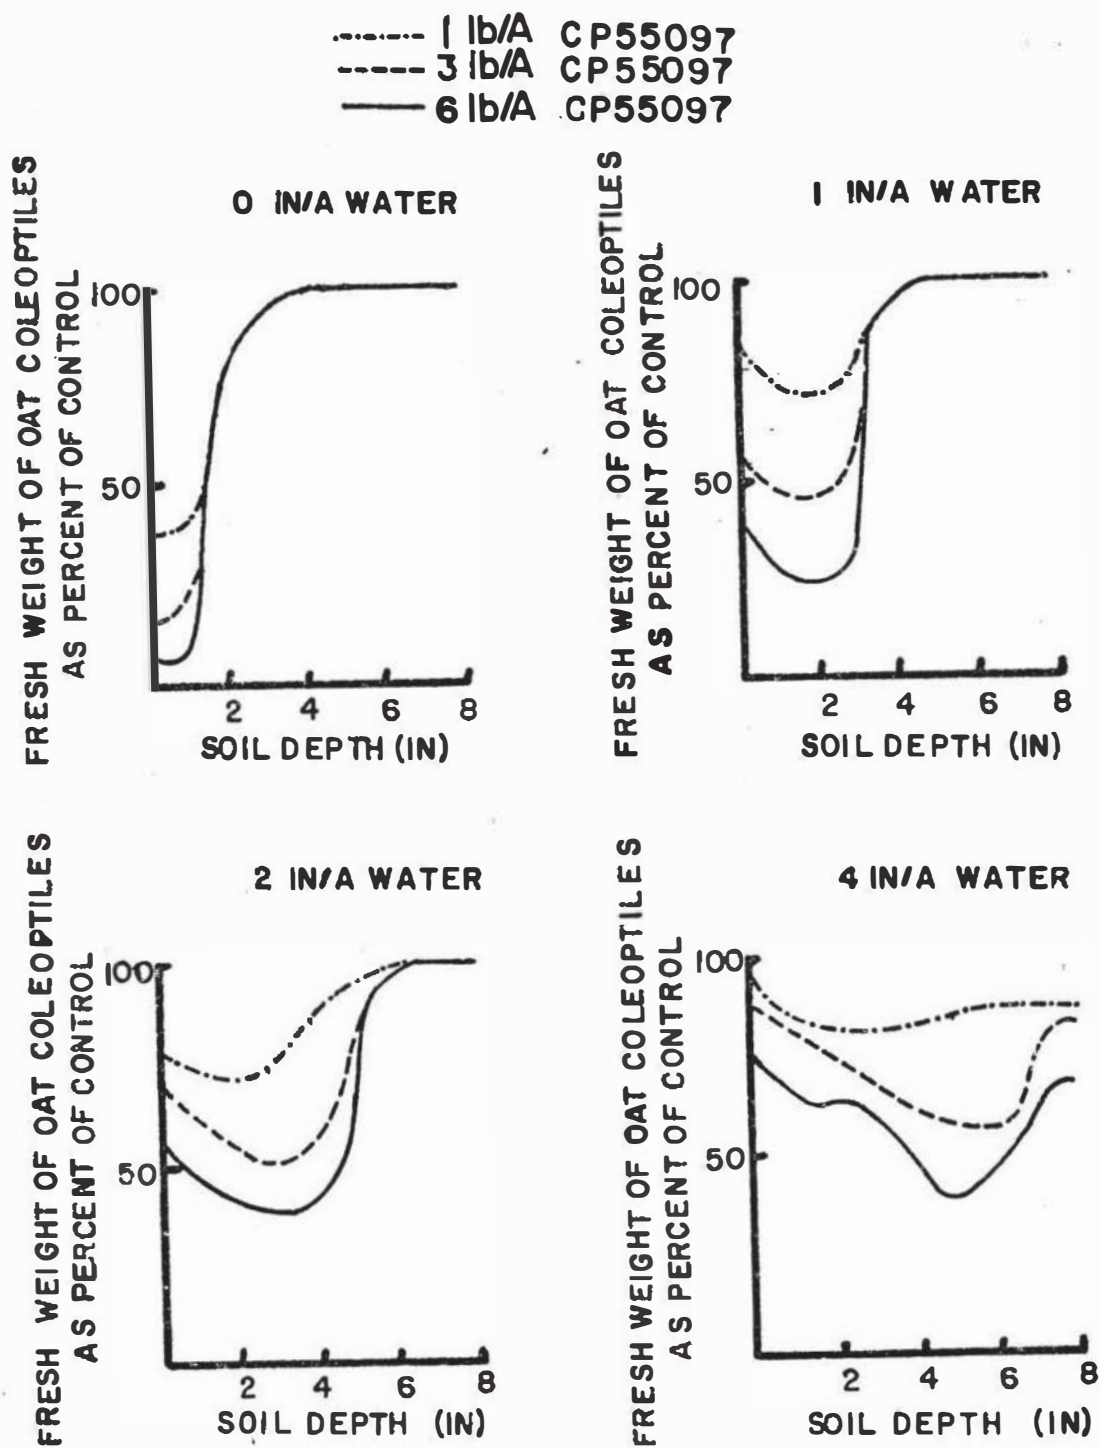 1 lb/A CP55097
3 lb/A CP55097
6 lb/A CP55097
0 IN/A WATER
FRESH WEIGHT OF OAT COLEOPTILES
AS PERCENT OF CONTROL
100
50
2 4 6 8
SOIL DEPTH (IN)
1 IN/A WATER
FRESH WEIGHT OF OAT COLEOPTILES
AS PERCENT OF CONTROL
100
50
2 4 6 8
SOIL DEPTH (IN)
2 IN/A WATER
FRESH WEIGHT OF OAT COLEOPTILES
AS PERCENT OF CONTROL
100
50
2 4 6 8
SOIL DEPTH (IN)
4 IN/A WATER
FRESH WEIGHT OF OAT COLEOPTILES
AS PERCENT OF CONTROL
100
50
2 4 6 8
SOIL DEPTH (IN)